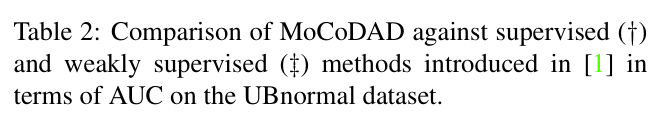 Table 2: Comparison of MoCoDAD against supervised (†)
and weakly supervised (‡) methods introduced in [1] in
terms of AUC on the UBnormal dataset.